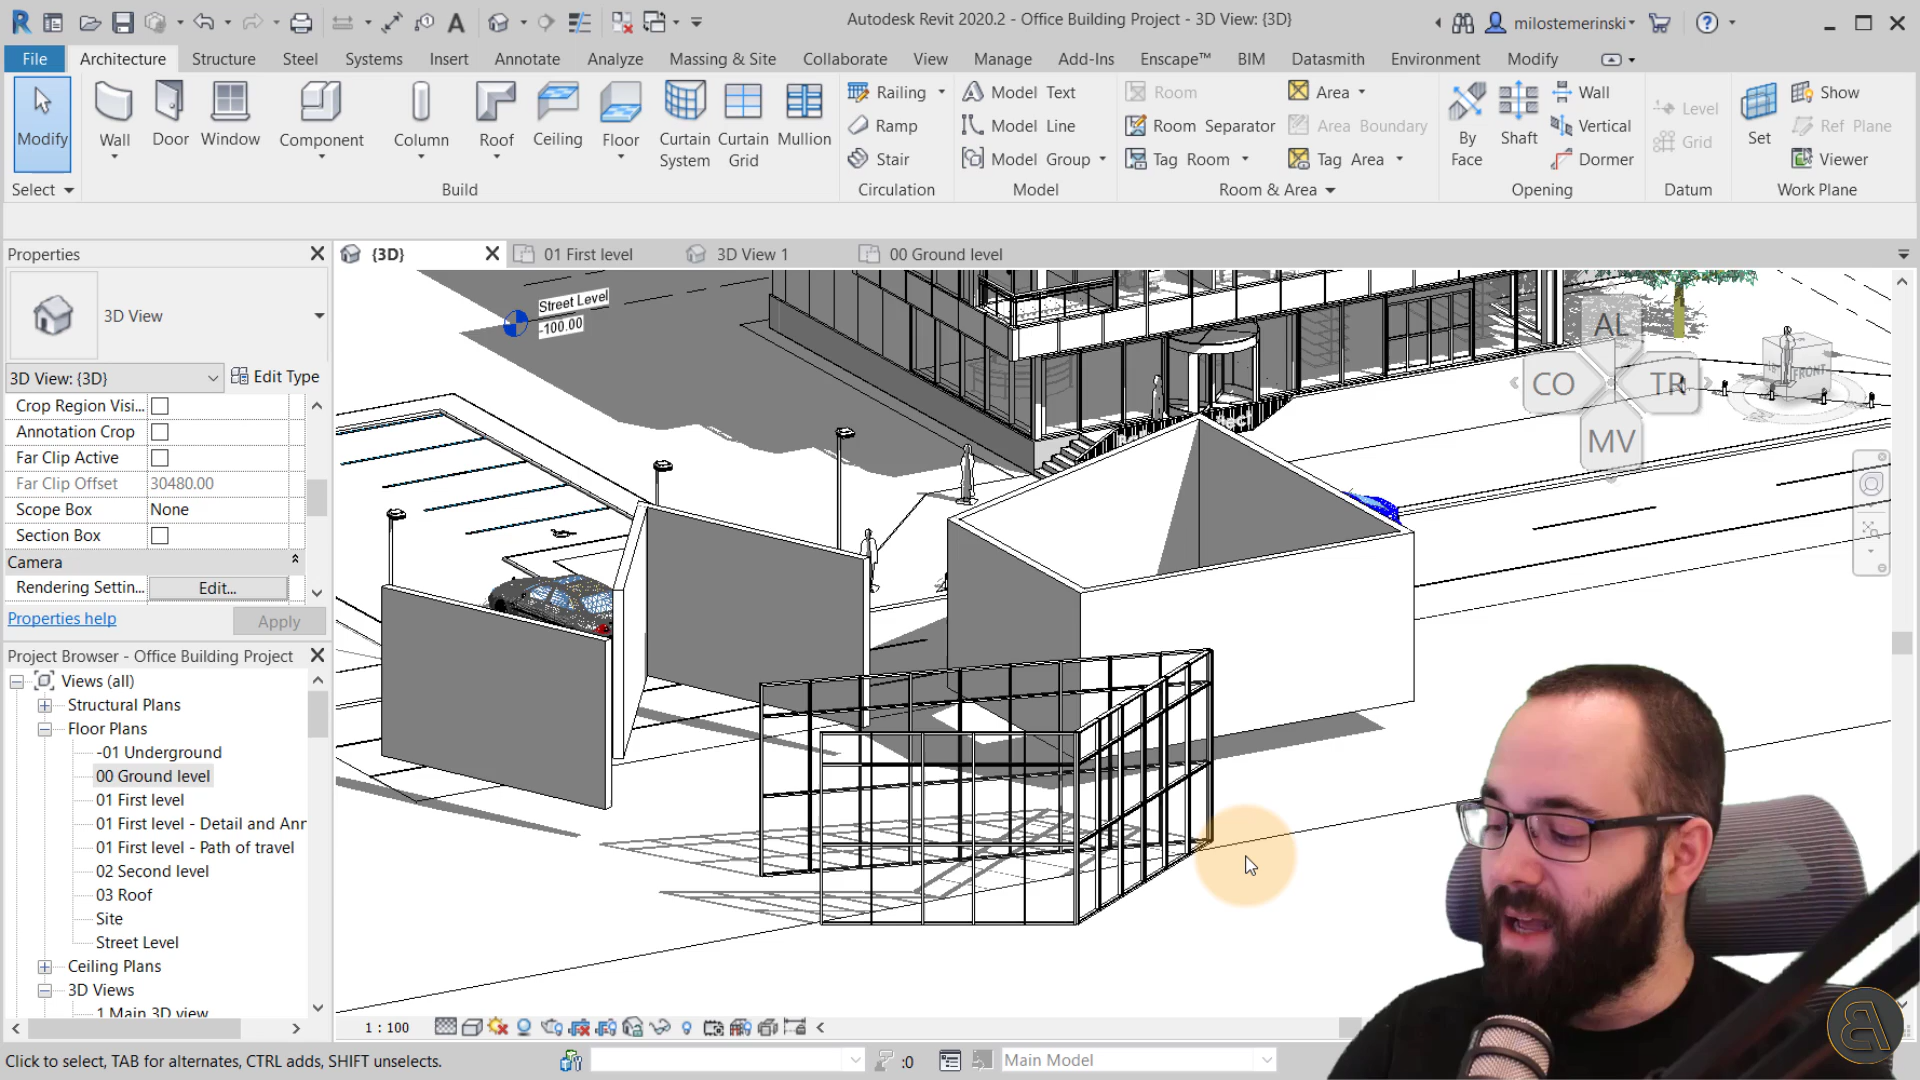 Autodesk Revit 2020.2 - Office Building Project - 3D View: {3D}
milostemerinski
File Architecture Structure Steel Systems Insert Annotate Analyze Massing & Site Collaborate View Manage Add-Ins Enscape™ BIM Datasmith Environment Modify
Modify
Wall
Door
Window
Component
Column
Roof
Ceiling
Floor
Curtain System
Curtain Grid
Mullion
Railing
Ramp
Stair
Model Text
Model Line
Model Group
Room
Room Separator
Tag Room
Area
Area Boundary
Tag Area
By Face
Shaft
Wall
Vertical
Dormer
Level
Grid
Set
Show
Ref Plane
Viewer
Select Build Circulation Model Room & Area Opening Datum Work Plane
Properties
{3D} 01 First level 3D View 1 00 Ground level
3D View
3D View: {3D} Edit Type
Crop Region Visi...
Annotation Crop
Far Clip Active
Far Clip Offset 30480.00
Scope Box None
Section Box
Camera
Rendering Settin... Edit...
Properties help Apply
Project Browser - Office Building Project
Views (all)
Structural Plans
Floor Plans
-01 Underground
00 Ground level
01 First level
01 First level - Detail and Ann
01 First level - Path of travel
02 Second level
03 Roof
Site
Street Level
Ceiling Plans
3D Views
1 Main 3D view
Street Level
-100.00
AL
CO
TR
MV
FRONT
1 : 100
Click to select, TAB for alternates, CTRL adds, SHIFT unselects.
:0
Main Model